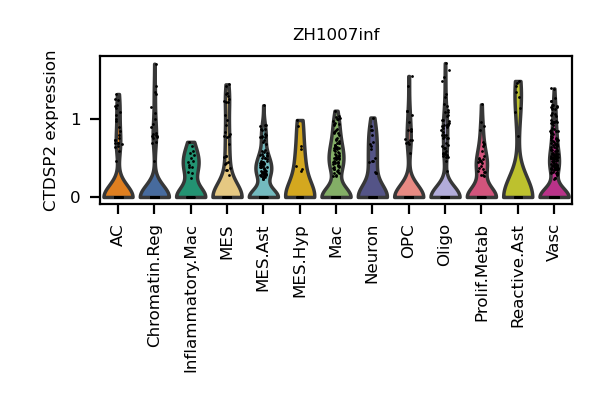 ZH1007inf
CTDSP2 expression
1
0
AC
Chromatin.Reg
Inflammatory.Mac
MES
MES.Ast
MES.Hyp
Mac
Neuron
OPC
Oligo
Prolif.Metab
Reactive.Ast
Vasc